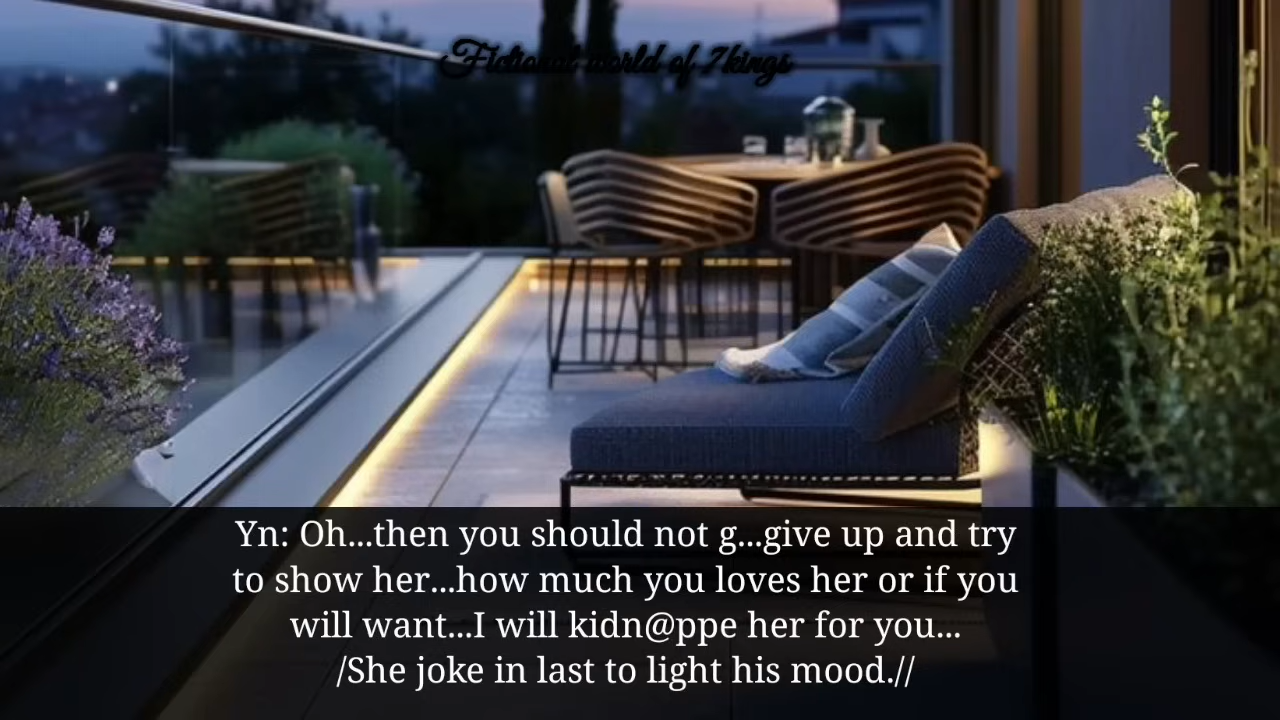 Fictional world of 7kings
Yn: Oh...then you should not g...give up and try
to show her...how much you loves her or if you
will want...I will kidn@ppe her for you...
/She joke in last to light his mood.//